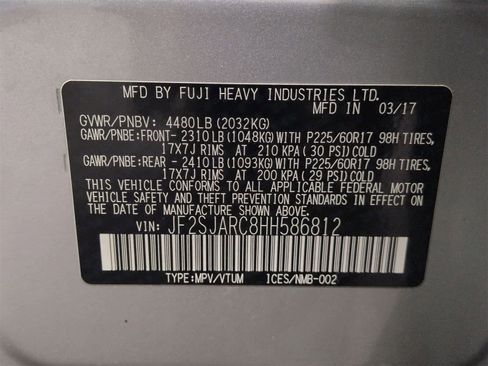 MFD BY FUJI HEAVY INDUSTRIES LTD.
MFD IN 03/17
GVWR/PNBV: 4480LB(2032KG)
GAWR/PNBE:FRONT- 2310LB(1048KG)WITH P225/60R17 98H TIRES,
17X7J RIMS AT 210 KPA(30 PSI)COLD
GAWR/PNBE:REAR - 2410LB(1093KG)WITH P225/60R17 98H TIRES,
17X7J RIMS AT 200 KPA(29 PSI)COLD
THIS VEHICLE CONFORMS TO ALL APPLICABLE FEDERAL MOTOR
VEHICLE SAFETY AND THEFT PREVENTION STANDARDS IN EFFECT
ON THE DATE OF MANUFACTURE SHOWN ABOVE.
VIN: JF2SJARC8HH586812
TYPE:MPV/VTUM ICES/NMB-002